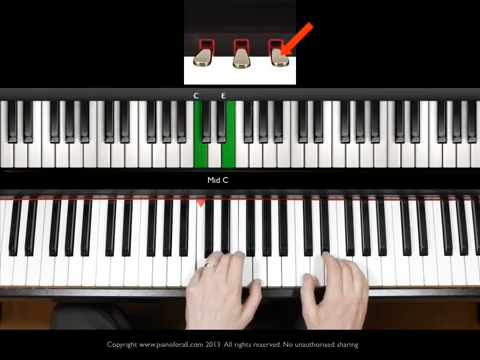 C E
Mid C
Copyright www.pianoforall.com 2013 All rights reserved. No unauthorised sharing